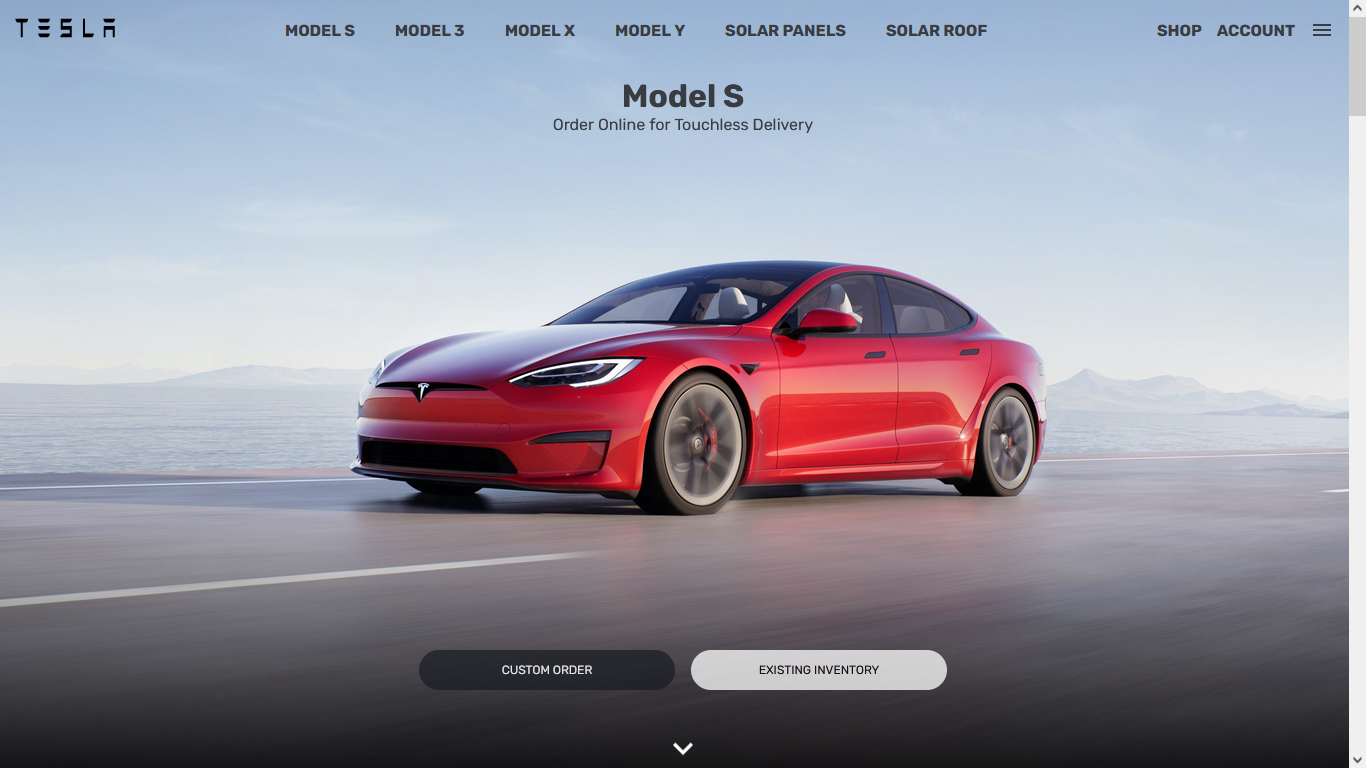 TESLA
MODEL S MODEL 3 MODEL X MODEL Y SOLAR PANELS SOLAR ROOF SHOP ACCOUNT
Model S
Order Online for Touchless Delivery
CUSTOM ORDER EXISTING INVENTORY